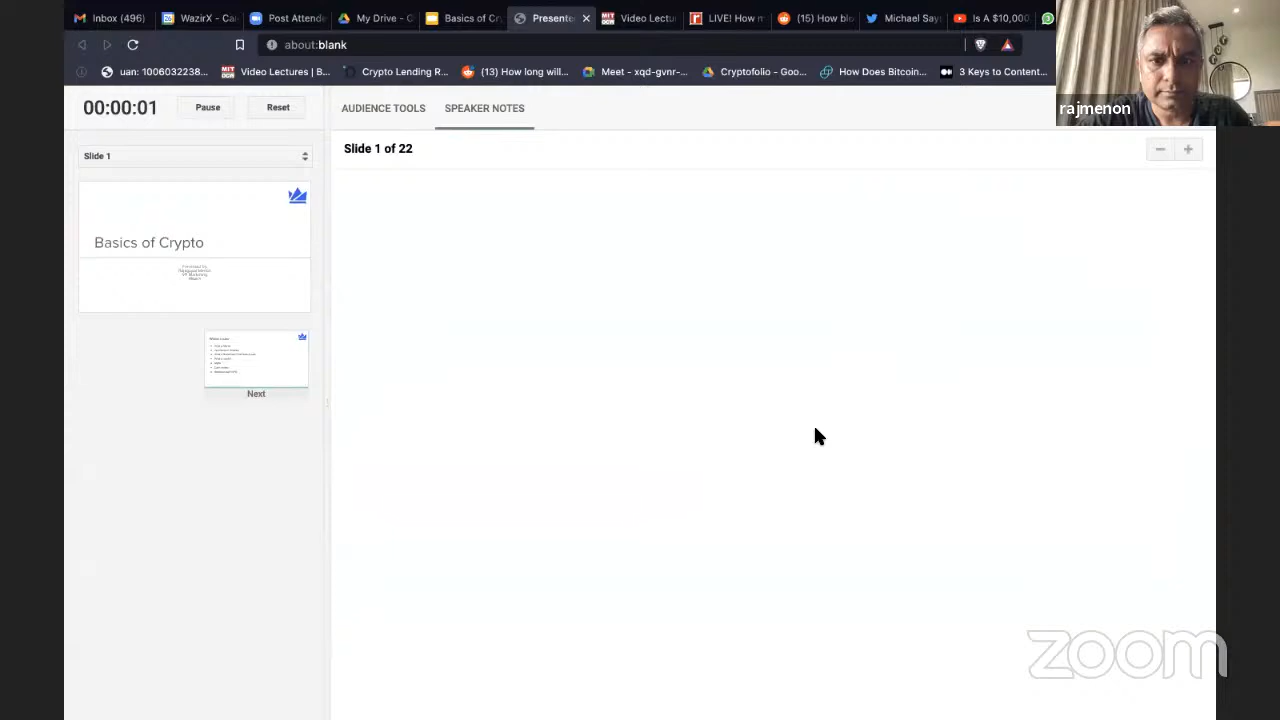 Inbox (496)
WazirX - Ca
Post Attende
My Drive - G
Basics of Cry
Presente
Video Lectu
LIVE! How m
(15) How blo
Michael Say
Is A $10,000
about:blank
uan: 1006032238...
Video Lectures | B...
Crypto Lending R...
(13) How long will...
Meet - xqd-gvnr-...
Cryptofolio - Goo...
How Does Bitcoin...
3 Keys to Content...
rajmenon
00:00:01
Pause
Reset
AUDIENCE TOOLS
SPEAKER NOTES
Slide 1
Slide 1 of 22
Basics of Crypto
Next
zoom